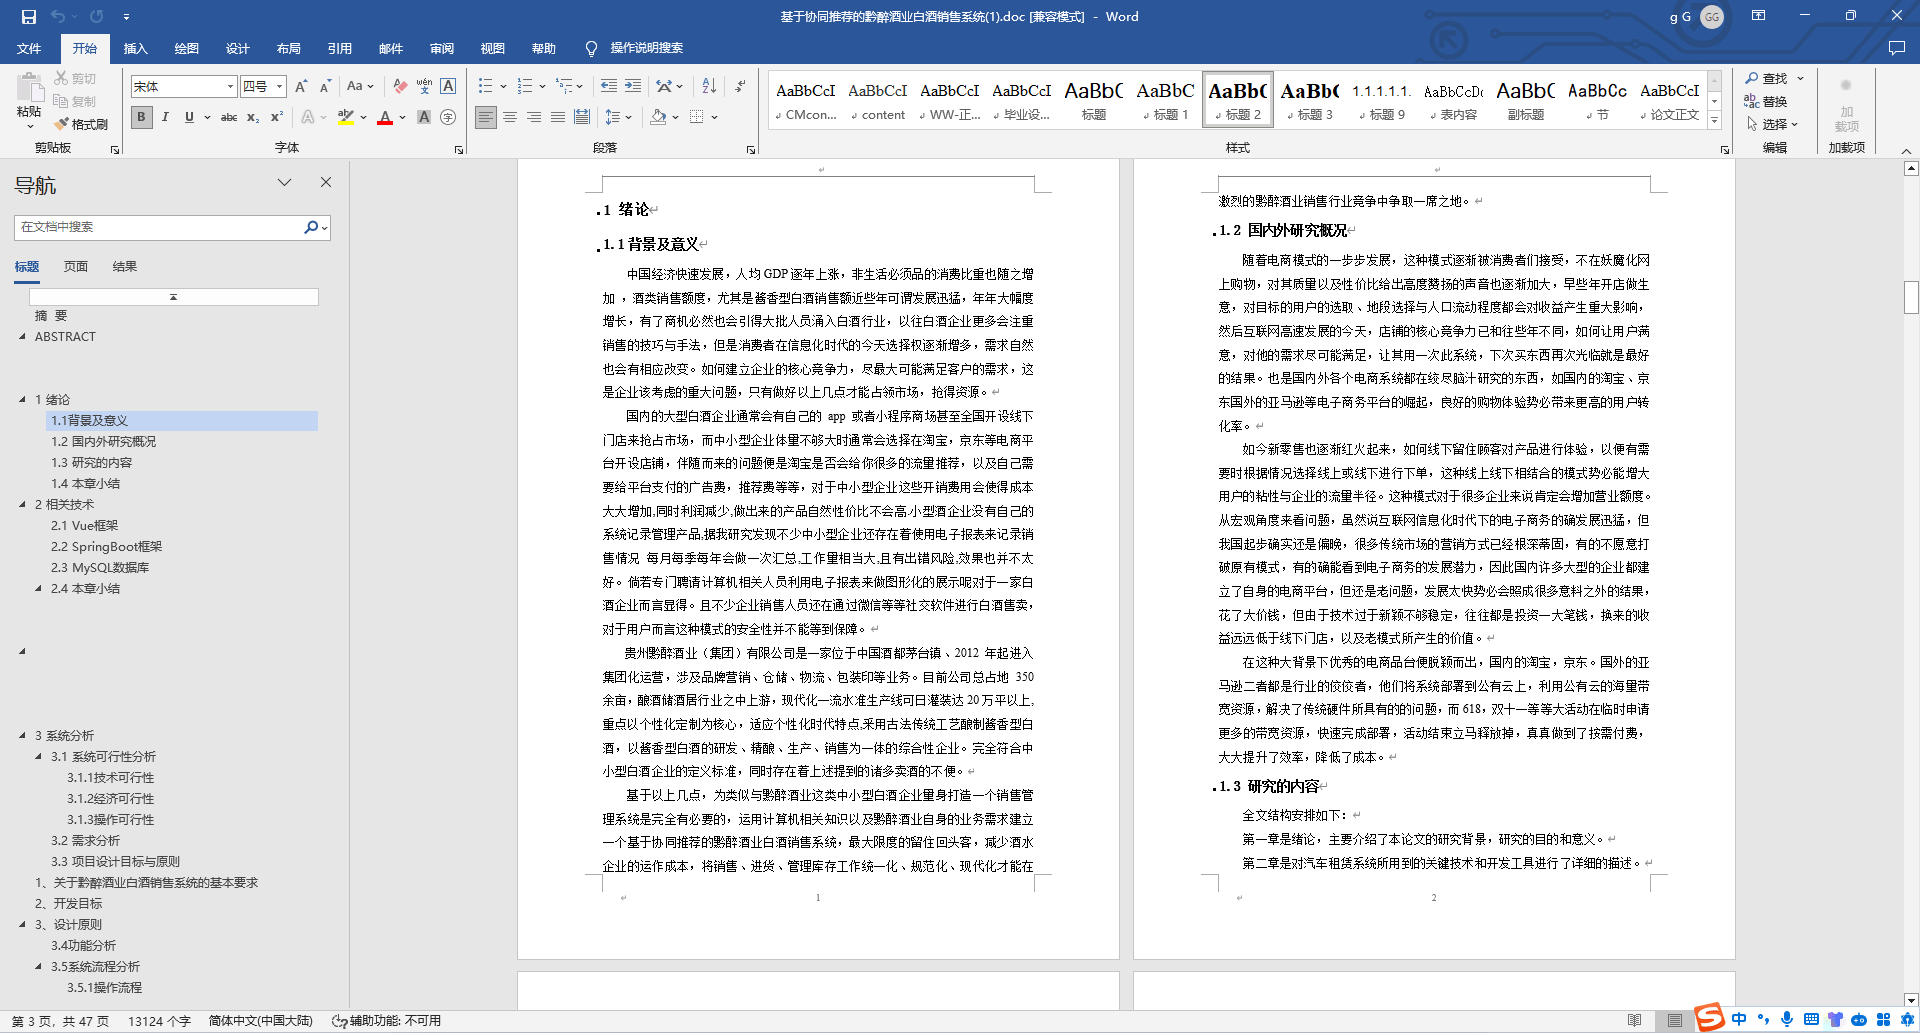 基于协同推荐的黔醉酒业白酒销售系统(1).doc [兼容模式] - Word
g G
GG
文件 开始 插入 绘图 设计 布局 引用 邮件 审阅 视图 帮助 操作说明搜索
粘贴
剪切
复制
格式刷
剪贴板
宋体 四号
字体
段落
AaBbCcI AaBbCcI AaBbCcI AaBbCcI AaBbC AaBbC AaBb( AaBb( 1.1.1.1.1. AaBbCcDc AaBbC AaBbCc AaBbCcI
CMcon... content WW-正... 毕业设... 标题 标题 1 标题 2 标题 3 标题 9 表内容 副标题 节 论文正文
样式
查找
替换
选择
编辑
加载项
加载项
导航
在文档中搜索
标题 页面 结果
摘 要
ABSTRACT
1 绪论
1.1背景及意义
1.2 国内外研究概况
1.3 研究的内容
1.4 本章小结
2 相关技术
2.1 Vue框架
2.2 SpringBoot框架
2.3 MySQL数据库
2.4 本章小结
3 系统分析
3.1 系统可行性分析
3.1.1技术可行性
3.1.2经济可行性
3.1.3操作可行性
3.2 需求分析
3.3 项目设计目标与原则
1、关于黔醉酒业白酒销售系统的基本要求
2、开发目标
3、设计原则
3.4功能分析
3.5系统流程分析
3.5.1操作流程
1 绪论
1.1背景及意义
中国经济快速发展，人均 GDP 逐年上涨，非生活必须品的消费比重也随之增
加 ，酒类销售额度，尤其是酱香型白酒销售额近些年可谓发展迅猛，年年大幅度
增长，有了商机必然也会引得大批人员涌入白酒行业，以往白酒企业更多会注重
销售的技巧与手法，但是消费者在信息化时代的今天选择权逐渐增多，需求自然
也会有相应改变。如何建立企业的核心竞争力，尽最大可能满足客户的需求，这
是企业该考虑的重大问题，只有做好以上几点才能占领市场，抢得资源。
国内的大型白酒企业通常会有自己的 app 或者小程序商场甚至全国开设线下
门店来抢占市场，而中小型企业体量不够大时通常会选择在淘宝，京东等电商平
台开设店铺，伴随而来的问题便是淘宝是否会给你很多的流量推荐，以及自己需
要给平台支付的广告费，推荐费等等，对于中小型企业这些开销费用会使得成本
大大增加,同时利润减少,做出来的产品自然性价比不会高.小型酒企业没有自己的
系统记录管理产品,据我研究发现不少中小型企业还存在着使用电子报表来记录销
售情况 每月每季每年会做一次汇总,工作量相当大,且有出错风险,效果也并不太
好。倘若专门聘请计算机相关人员利用电子报表来做图形化的展示呢对于一家白
酒企业而言显得。且不少企业销售人员还在通过微信等等社交软件进行白酒售卖，
对于用户而言这种模式的安全性并不能等到保障。
贵州黔醉酒业（集团）有限公司是一家位于中国酒都茅台镇、2012 年起进入
集团化运营，涉及品牌营销、仓储、物流、包装印等业务。目前公司总占地 350
余亩，酿酒储酒居行业之中上游，现代化一流水准生产线可日灌装达 20 万平以上,
重点以个性化定制为核心，适应个性化时代特点,采用古法传统工艺酿制酱香型白
酒，以酱香型白酒的研发、精酿、生产、销售为一体的综合性企业。完全符合中
小型白酒企业的定义标准，同时存在着上述提到的诸多卖酒的不便。
基于以上几点，为类似与黔醉酒业这类中小型白酒企业量身打造一个销售管
理系统是完全有必要的，运用计算机相关知识以及黔醉酒业自身的业务需求建立
一个基于协同推荐的黔醉酒业白酒销售系统，最大限度的留住回头客，减少酒水
企业的运作成本，将销售、进货、管理库存工作统一化、规范化、现代化才能在
1
激烈的黔醉酒业销售行业竞争中争取一席之地。
1.2 国内外研究概况
随着电商模式的一步步发展，这种模式逐渐被消费者们接受，不在妖魔化网
上购物，对其质量以及性价比给出高度赞扬的声音也逐渐加大，早些年开店做生
意，对目标的用户的选取、地段选择与人口流动程度都会对收益产生重大影响，
然后互联网高速发展的今天，店铺的核心竞争力已和往些年不同，如何让用户满
意，对他的需求尽可能满足，让其用一次此系统，下次买东西再次光临就是最好
的结果。也是国内外各个电商系统都在绞尽脑汁研究的东西，如国内的淘宝、京
东国外的亚马逊等电子商务平台的崛起，良好的购物体验势必带来更高的用户转
化率。
如今新零售也逐渐红火起来，如何线下留住顾客对产品进行体验，以便有需
要时根据情况选择线上或线下进行下单，这种线上线下相结合的模式势必能增大
用户的粘性与企业的流量半径。这种模式对于很多企业来说肯定会增加营业额度。
从宏观角度来看问题，虽然说互联网信息化时代下的电子商务的确发展迅猛，但
我国起步确实还是偏晚，很多传统市场的营销方式已经根深蒂固，有的不愿意打
破原有模式，有的确能看到电子商务的发展潜力，因此国内许多大型的企业都建
立了自身的电商平台，但还是老问题，发展太快势必会照成很多意料之外的结果，
花了大价钱，但由于技术过于新颖不够稳定，往往都是投资一大笔钱，换来的收
益远远低于线下门店，以及老模式所产生的价值。
在这种大背景下优秀的电商品台便脱颖而出，国内的淘宝，京东。国外的亚
马逊二者都是行业的佼佼者，他们将系统部署到公有云上，利用公有云的海量带
宽资源，解决了传统硬件所具有的的问题，而 618，双十一等等大活动在临时申请
更多的带宽资源，快速完成部署，活动结束立马释放掉，真真做到了按需付费，
大大提升了效率，降低了成本。
1.3 研究的内容
全文结构安排如下：
第一章是绪论，主要介绍了本论文的研究背景，研究的目的和意义。
第二章是对汽车租赁系统所用到的关键技术和开发工具进行了详细的描述。
2
第 3 页，共 47 页 13124 个字 简体中文(中国大陆) 辅助功能: 不可用
中